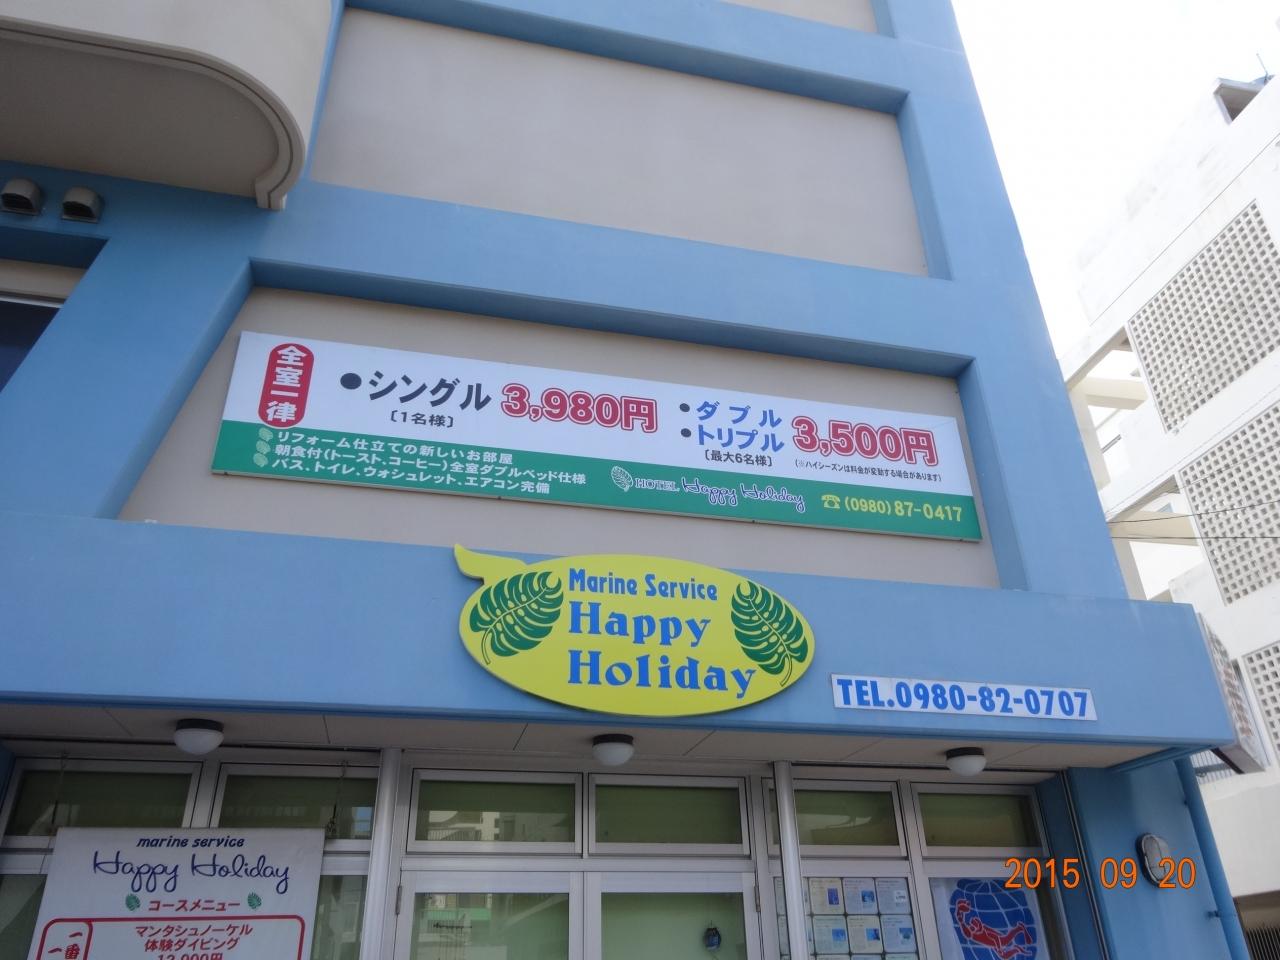 全室一律
●シングル 3,980円
〔1名様〕
・ダブル
・トリプル 3,500円
〔最大6名様〕 (※ハイシーズンは料金が変動する場合があります)
リフォーム仕立ての新しいお部屋
朝食付(トースト、コーヒー)全室ダブルベッド仕様
バス、トイレ、ウォシュレット、エアコン完備
HOTEL Happy Holiday ☎(0980)87-0417
Marine Service
Happy
Holiday
TEL.0980-82-0707
marine service
Happy Holiday
コースメニュー
一番
マンタシュノーケル
体験ダイビング
12,000円
2015 09 20